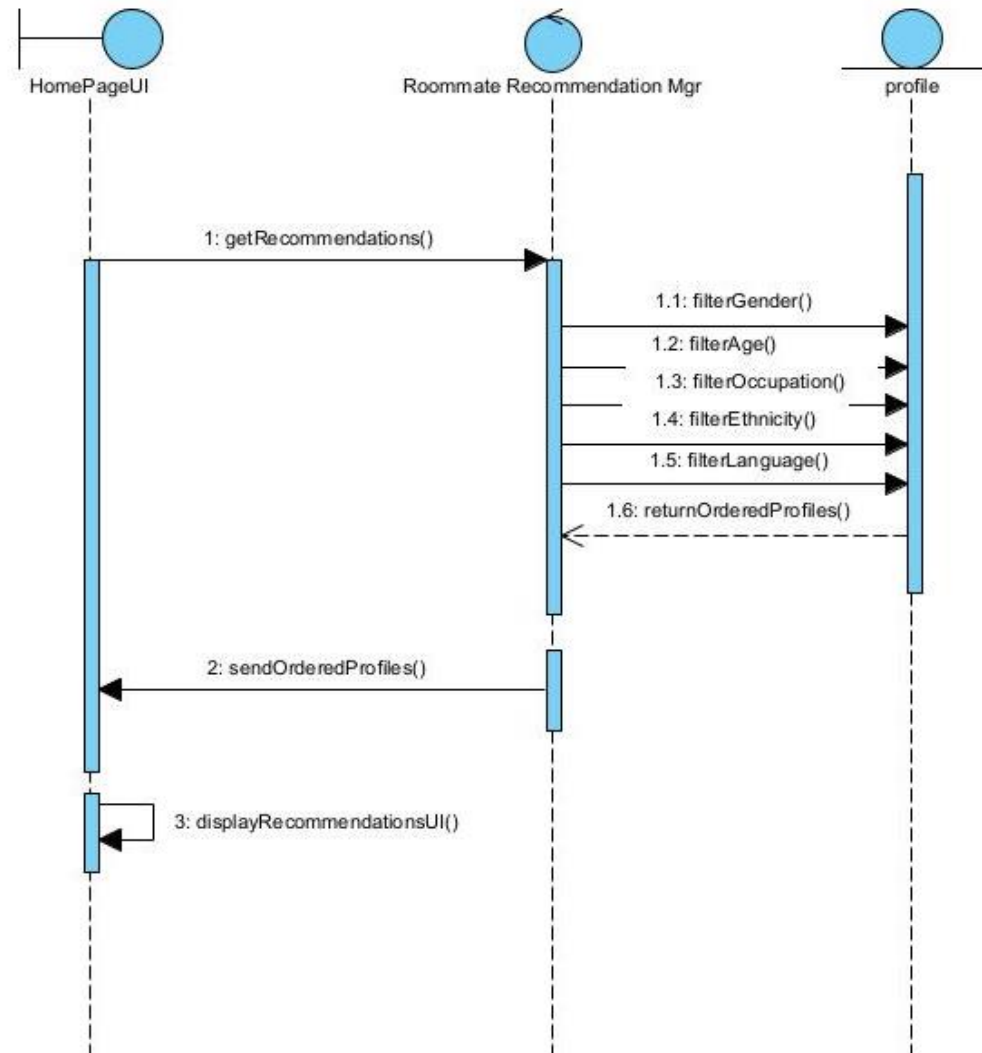 HomePageUI
Roommate Recommendation Mgr
profile
1: getRecommendations()
1.1: filterGender()
1.2: filterAge()
1.3: filterOccupation()
1.4: filterEthnicity()
1.5: filterLanguage()
1.6: returnOrderedProfiles()
2: sendOrderedProfiles()
3: displayRecommendationsUI()